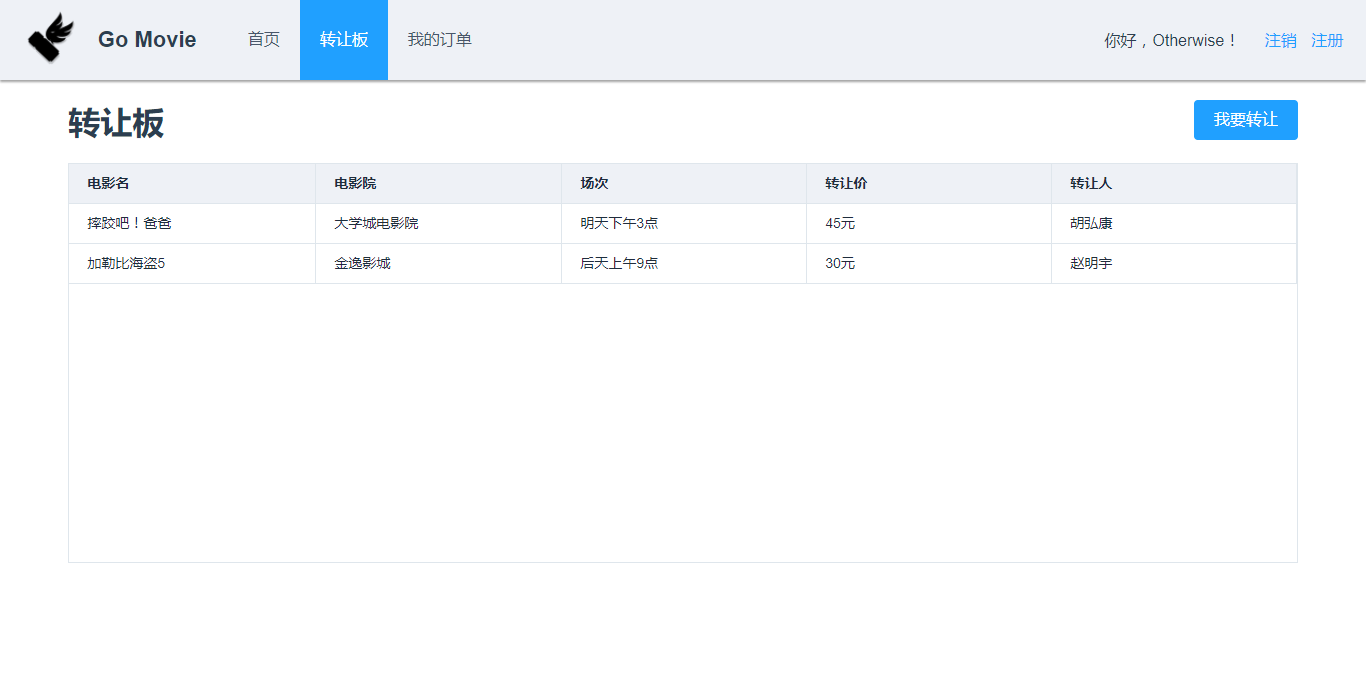 Go Movie 首页 转让板 我的订单 你好，Otherwise！ 注销 注册
转让板 我要转让
电影名 电影院 场次 转让价 转让人
摔跤吧！爸爸 大学城电影院 明天下午3点 45元 胡弘康
加勒比海盗5 金逸影城 后天上午9点 30元 赵明宇